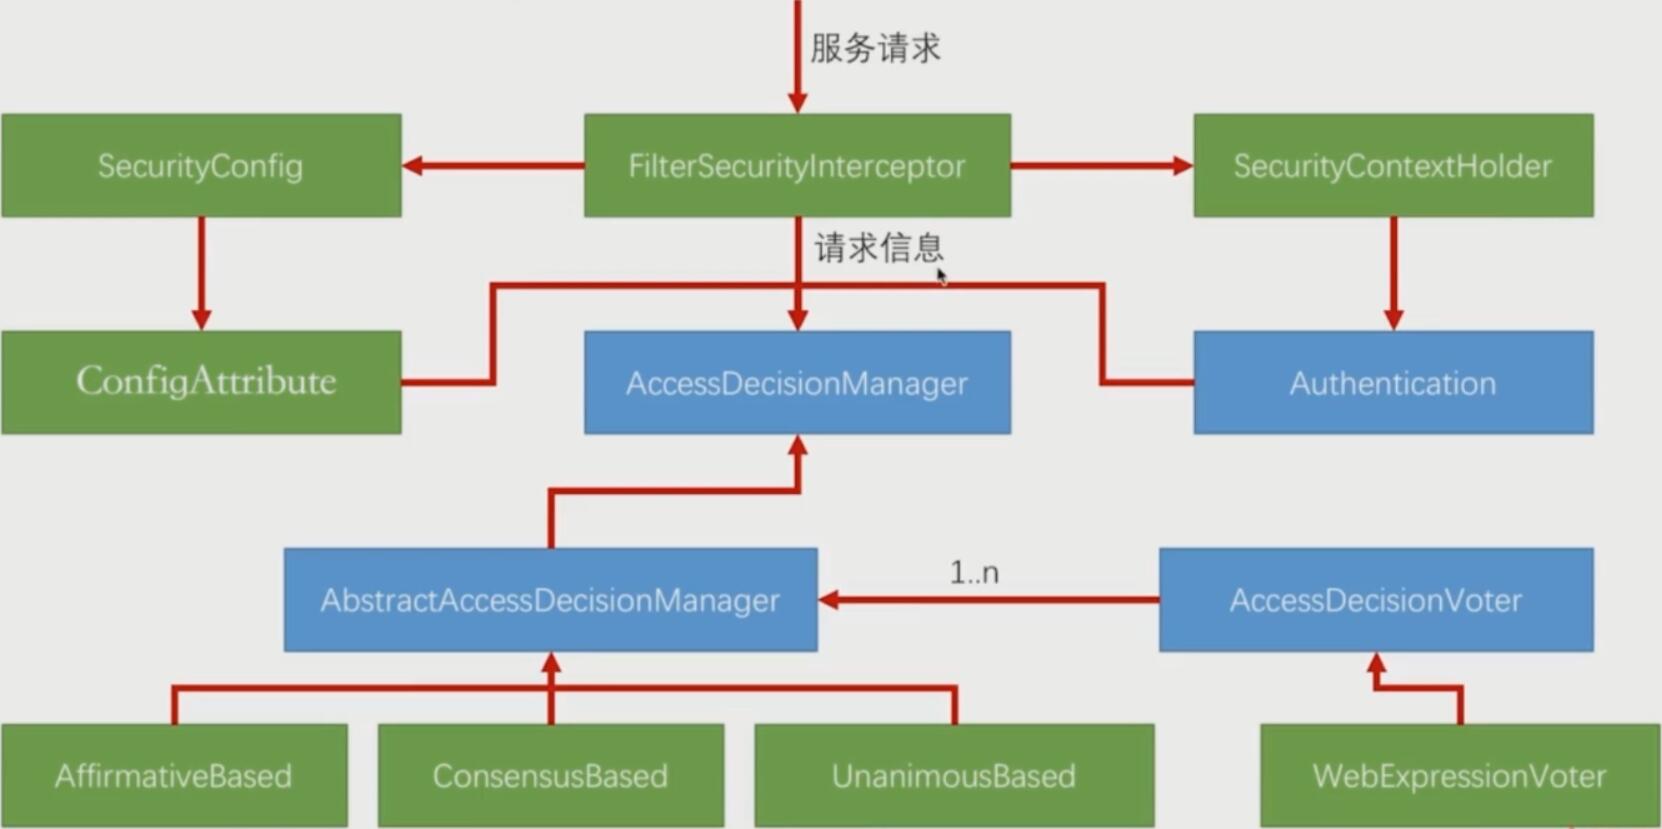 服务请求
SecurityConfig
FilterSecurityInterceptor
SecurityContextHolder
请求信息
ConfigAttribute
AccessDecisionManager
Authentication
1..n
AbstractAccessDecisionManager
AccessDecisionVoter
AffirmativeBased
ConsensusBased
UnanimousBased
WebExpressionVoter